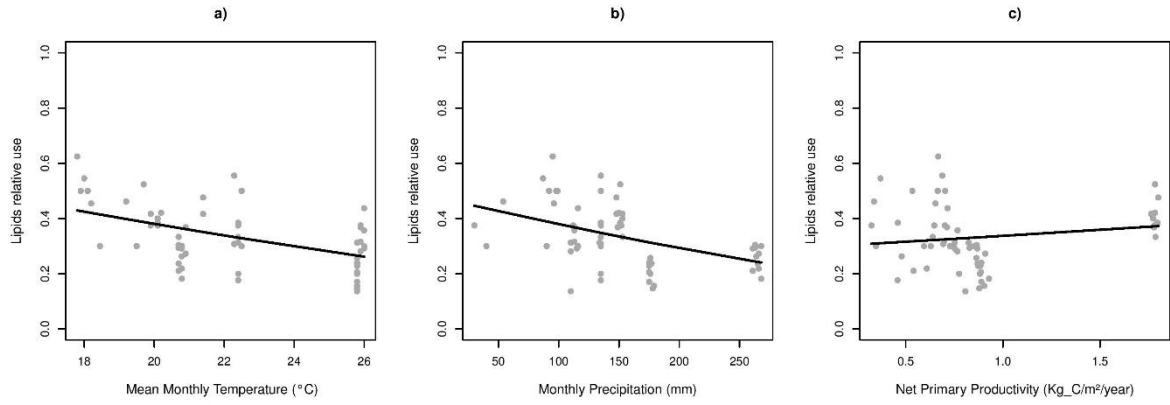 a)
Lipids relative use
1.0
0.8
0.6
0.4
0.2
0.0
18 20 22 24 26
Mean Monthly Temperature (°C)
b)
Lipids relative use
1.0
0.8
0.6
0.4
0.2
0.0
50 100 150 200 250
Monthly Precipitation (mm)
c)
Lipids relative use
1.0
0.8
0.6
0.4
0.2
0.0
0.5 1.0 1.5
Net Primary Productivity (Kg_C/m²/year)